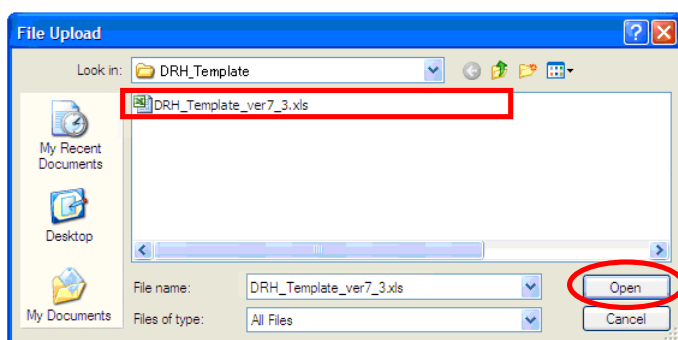 File Upload
Look in: DRH_Template
DRH_Template_ver7_3.xls
My Recent
Documents
Desktop
My Documents
File name: DRH_Template_ver7_3.xls Open
Files of type: All Files Cancel